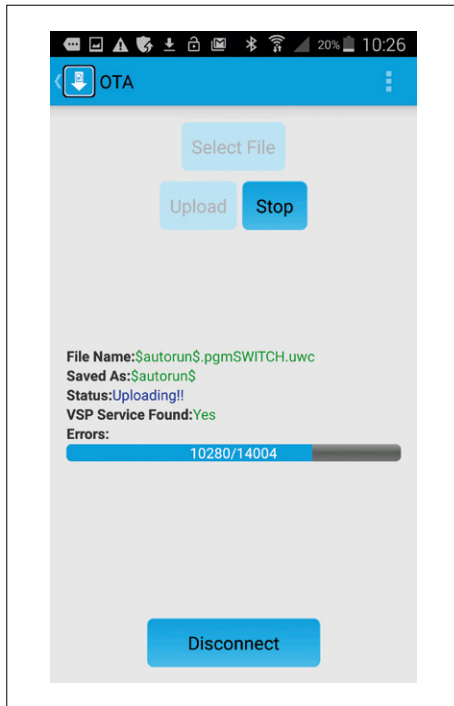 20% 10:26
OTA
Select File
Upload Stop
File Name:$autorun$.pgmSWITCH.uwc
Saved As:$autorun$
Status:Uploading!!
VSP Service Found:Yes
Errors:
10280/14004
Disconnect